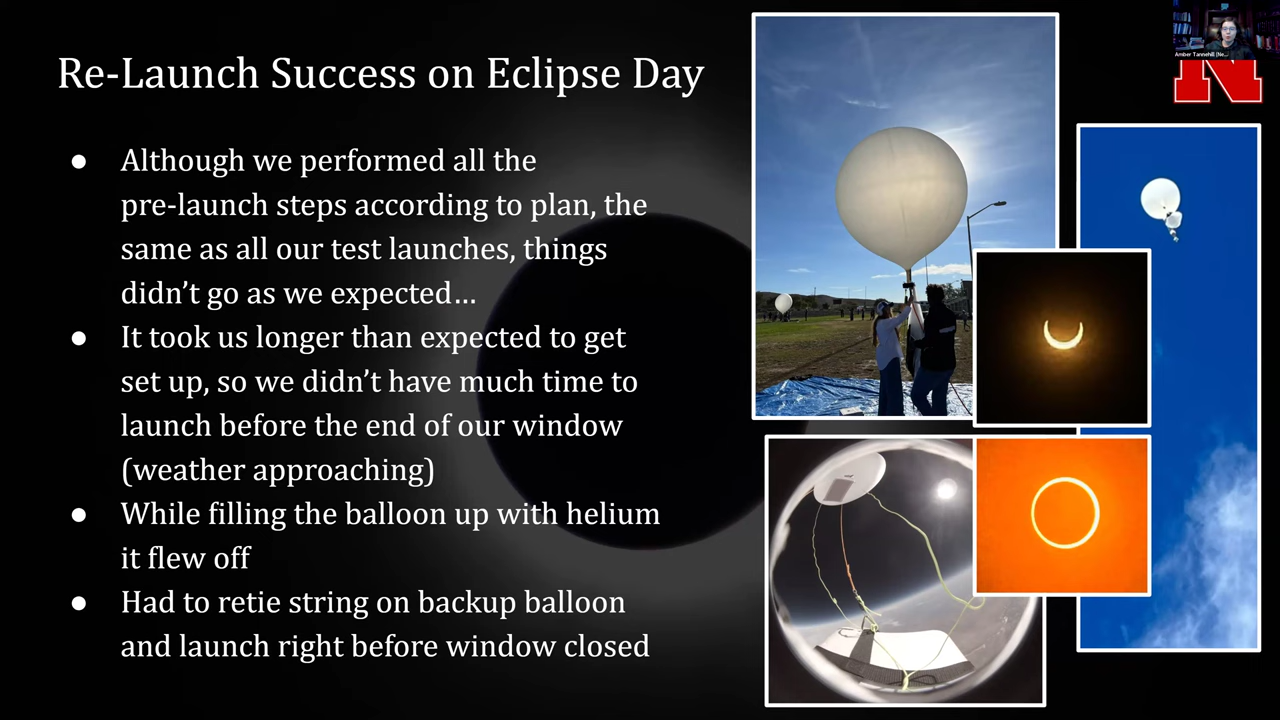 Re-Launch Success on Eclipse Day
● Although we performed all the
pre-launch steps according to plan, the
same as all our test launches, things
didn't go as we expected…
● It took us longer than expected to get
set up, so we didn't have much time to
launch before the end of our window
(weather approaching)
● While filling the balloon up with helium
it flew off
● Had to retie string on backup balloon
and launch right before window closed
Amber Tannehill (Ne...
N